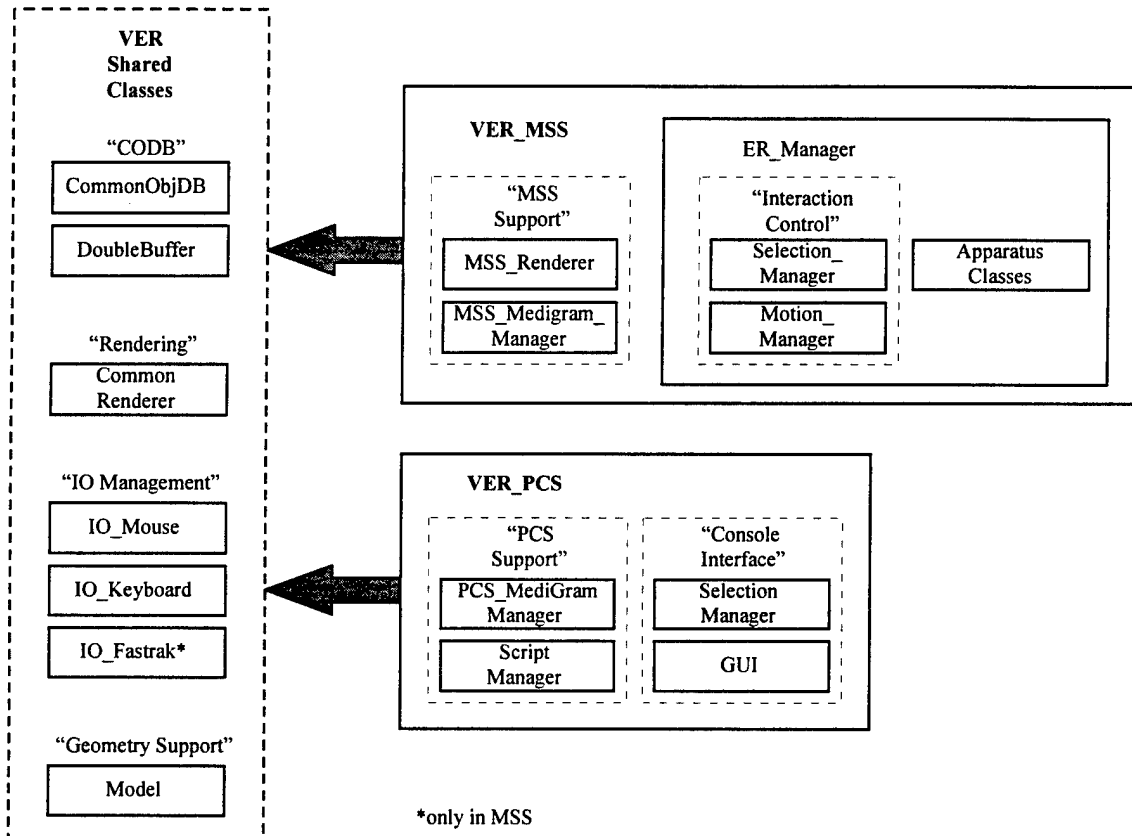 VER
Shared
Classes
“CODB”
CommonObjDB
DoubleBuffer
“Rendering”
Common
Renderer
“IO Management”
IO_Mouse
IO_Keyboard
IO_Fastrak*
“Geometry Support”
Model
VER_MSS
“MSS
Support”
MSS_Renderer
MSS_Medigram_
Manager
ER_Manager
“Interaction
Control”
Selection_
Manager
Motion_
Manager
Apparatus
Classes
VER_PCS
“PCS
Support”
PCS_MediGram
Manager
Script
Manager
“Console
Interface”
Selection
Manager
GUI
*only in MSS